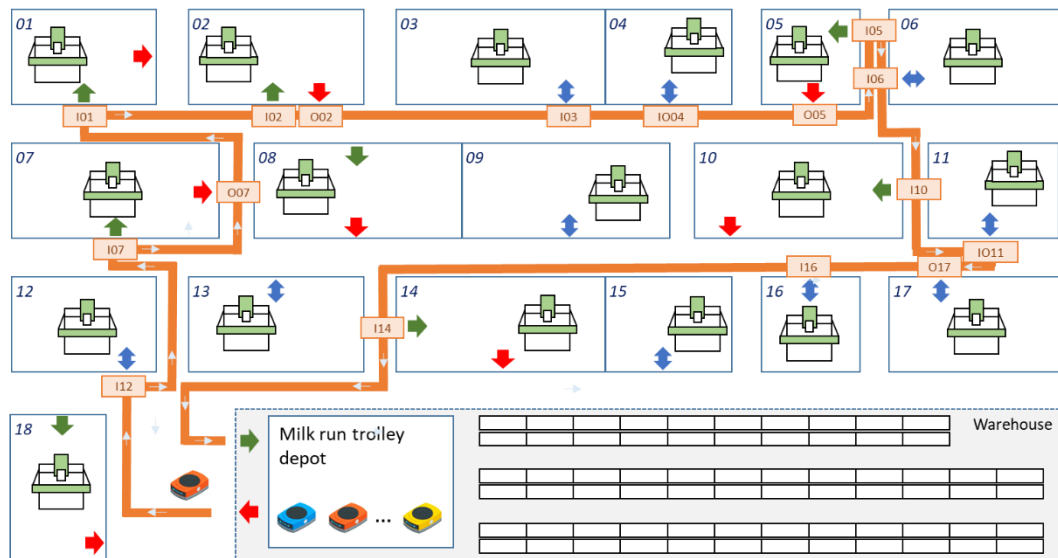 01
02
03
04
05
06
I05
I06
I01
I02
O02
I03
IO04
O05
07
08
09
10
11
O07
I10
I07
IO11
I16
O17
12
13
14
15
16
17
I14
I12
18
Milk run trolley
depot
...
Warehouse